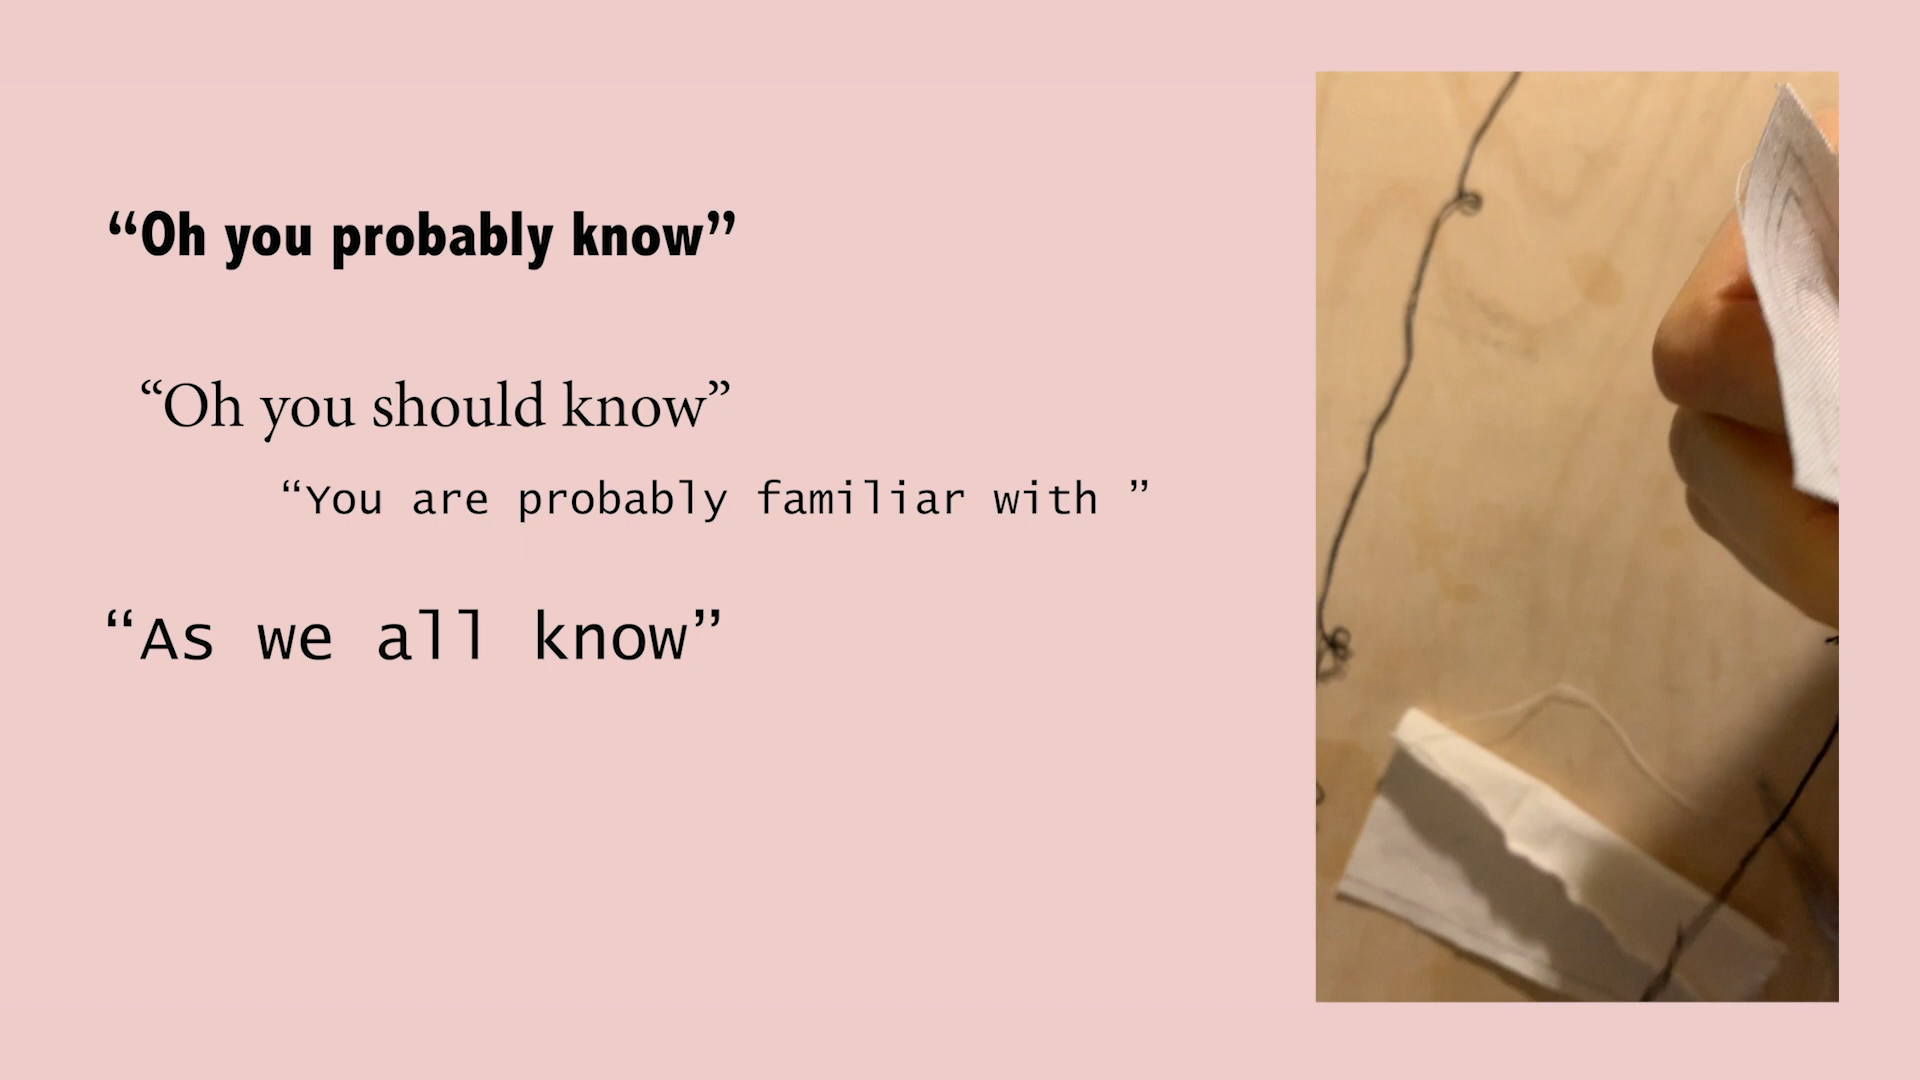 “Oh you probably know”
“Oh you should know”
“You are probably familiar with ”
“As we all know”